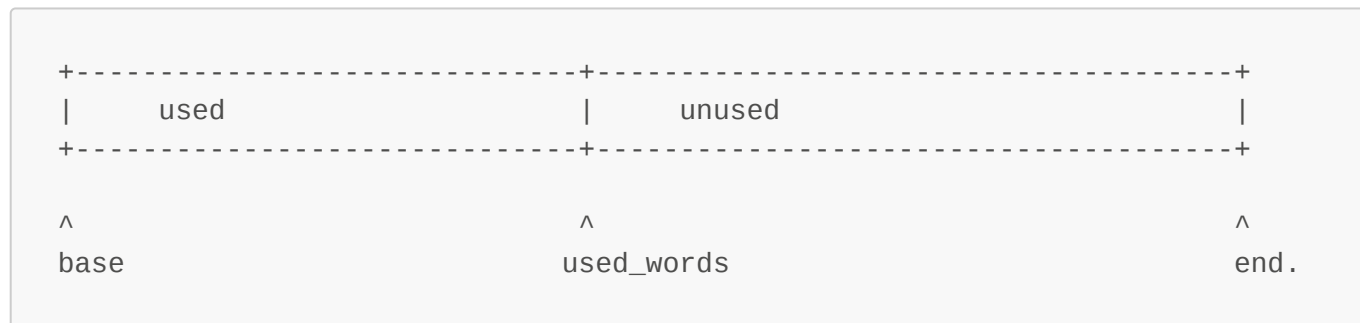 +------------------------------+--------------------------------------+
|     used                     |     unused                           |
+------------------------------+--------------------------------------+
^                              ^                                      ^
base                          used_words                              end.